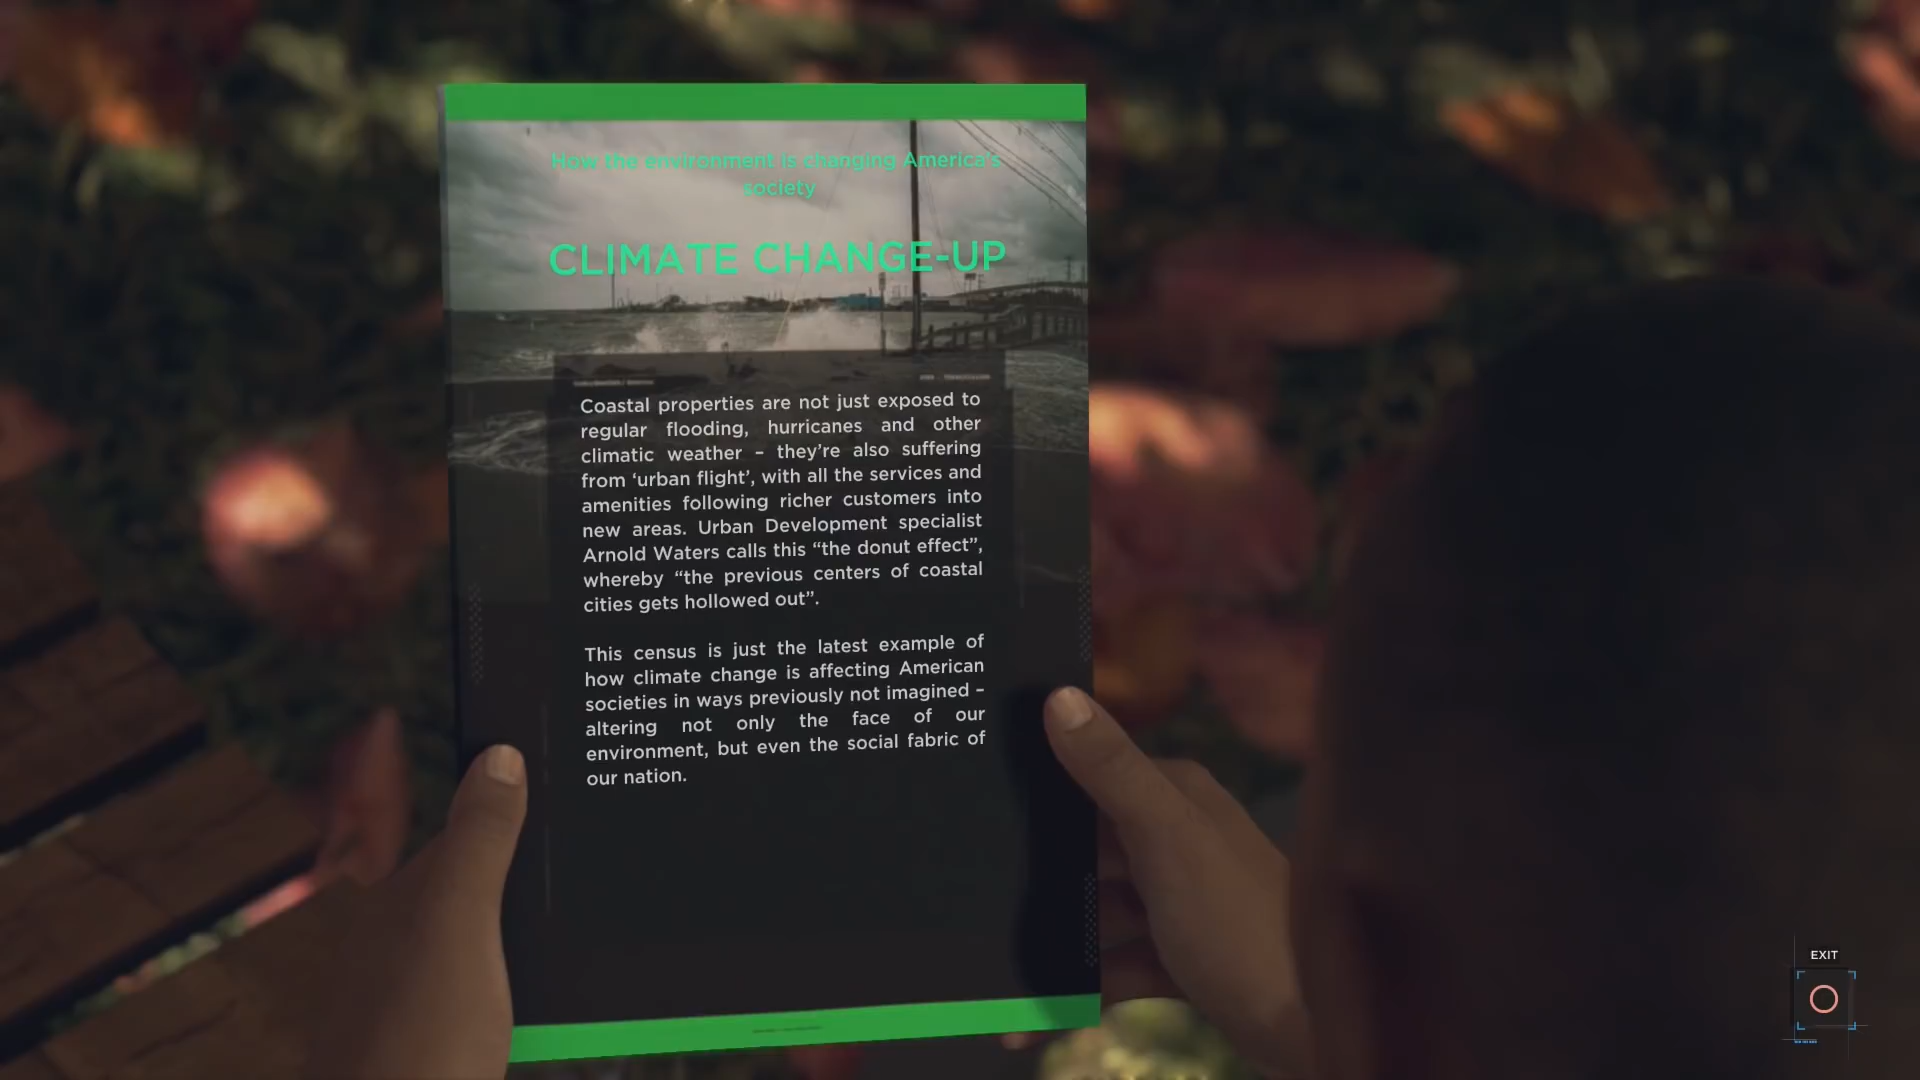 How the environment is changing America's
society
CLIMATE CHANGE-UP
Coastal properties are not just exposed to
regular flooding, hurricanes and other
climatic weather – they're also suffering
from ‘urban flight’, with all the services and
amenities following richer customers into
new areas. Urban Development specialist
Arnold Waters calls this “the donut effect”,
whereby “the previous centers of coastal
cities gets hollowed out”.
This census is just the latest example of
how climate change is affecting American
societies in ways previously not imagined –
altering not only the face of our
environment, but even the social fabric of
our nation.
EXIT